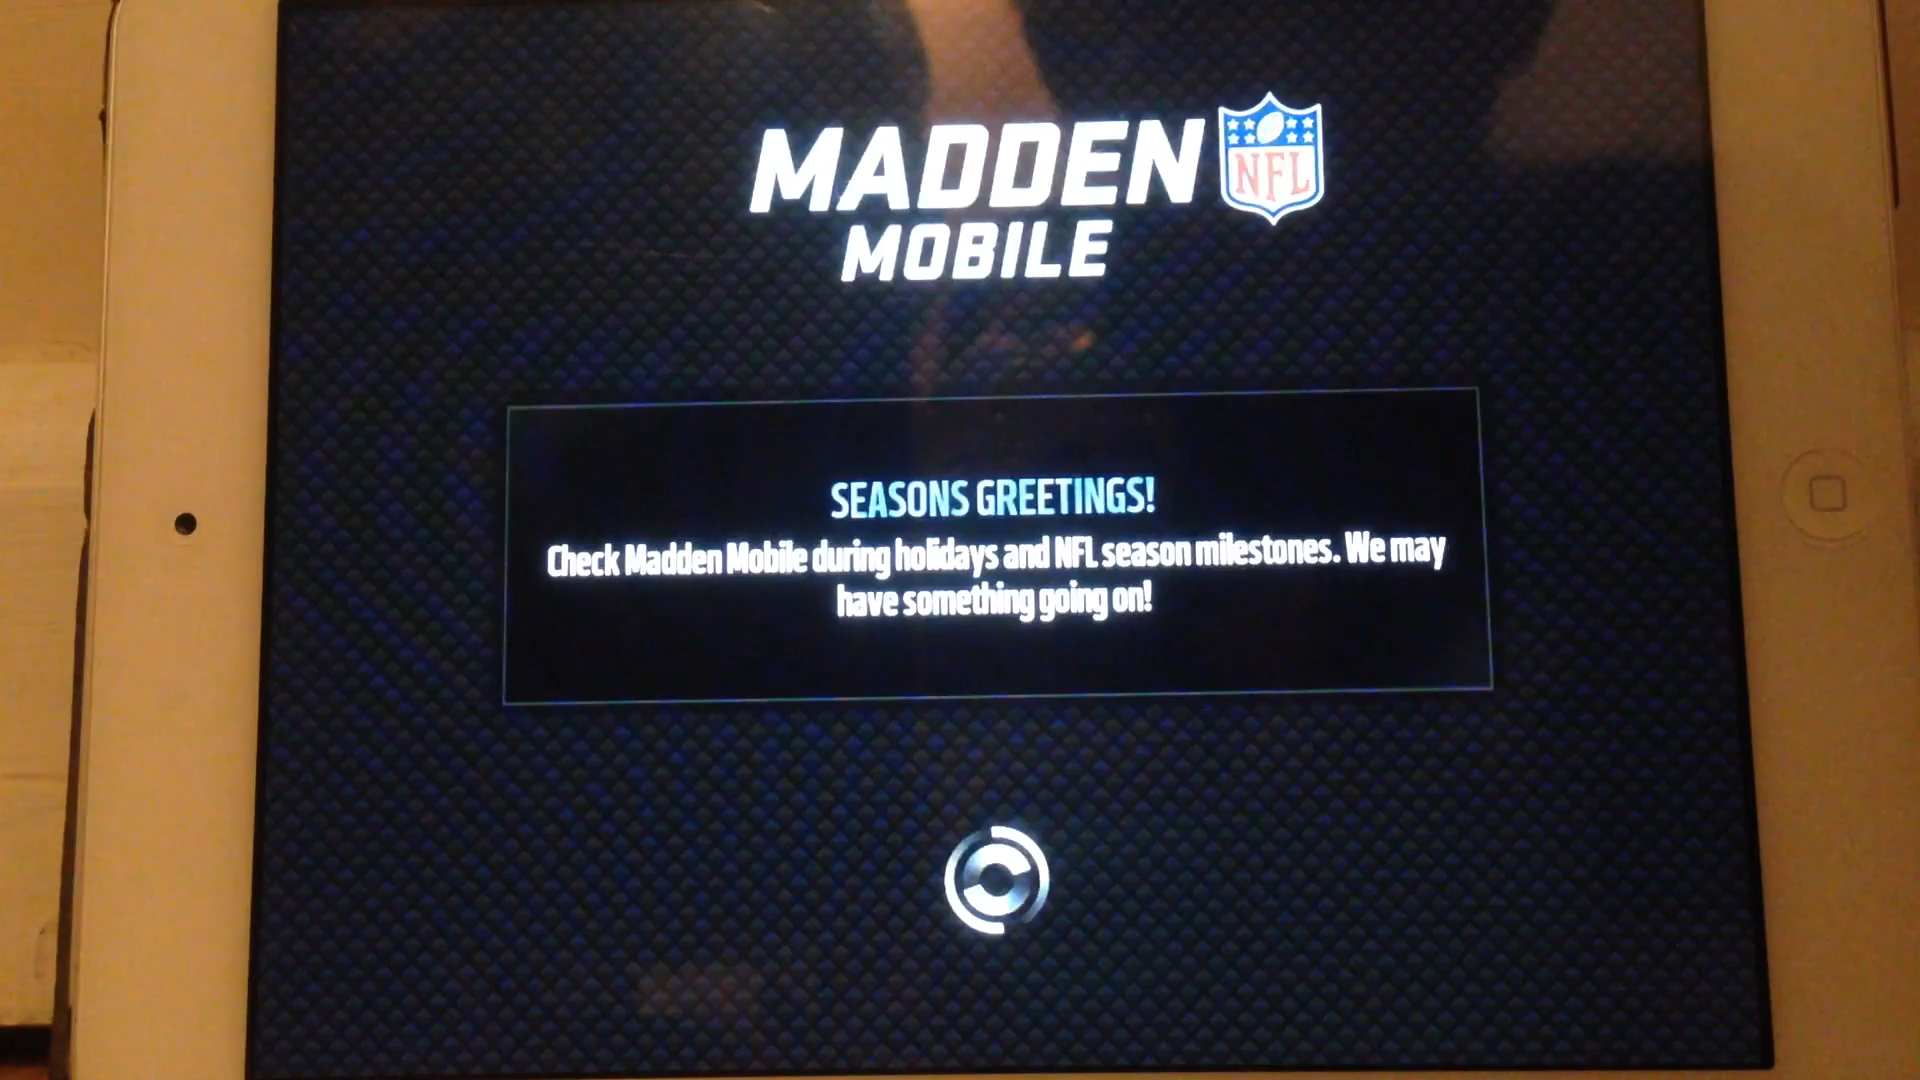 MADDEN NFL
MOBILE
SEASONS GREETINGS!
Check Madden Mobile during holidays and NFL season milestones. We may
have something going on!